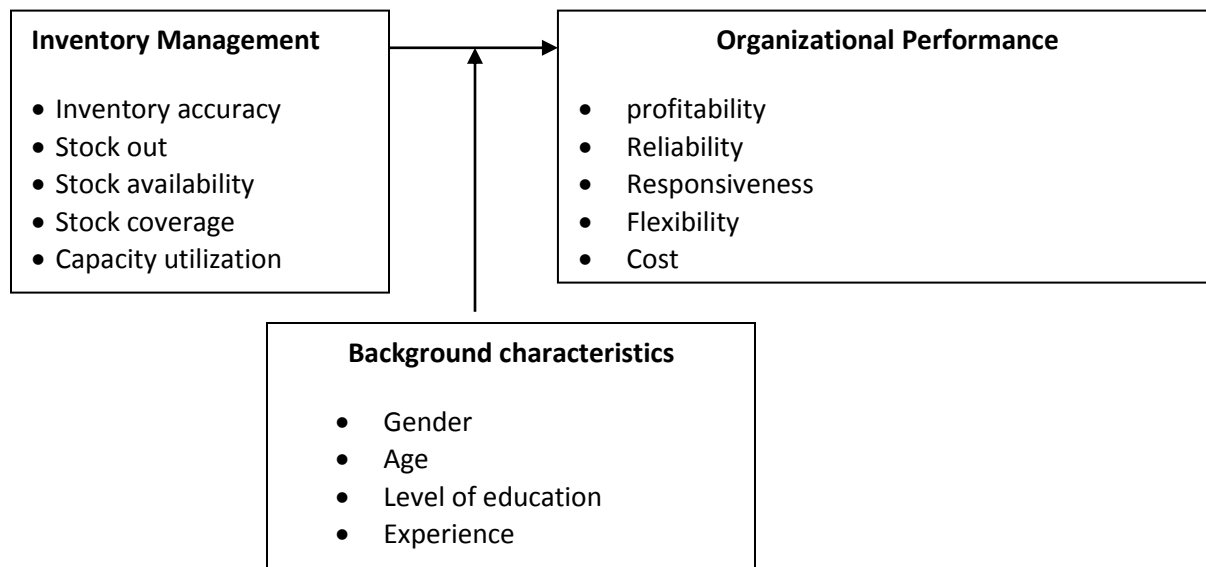 Inventory Management
• Inventory accuracy
• Stock out
• Stock availability
• Stock coverage
• Capacity utilization
Organizational Performance
• profitability
• Reliability
• Responsiveness
• Flexibility
• Cost
Background characteristics
• Gender
• Age
• Level of education
• Experience